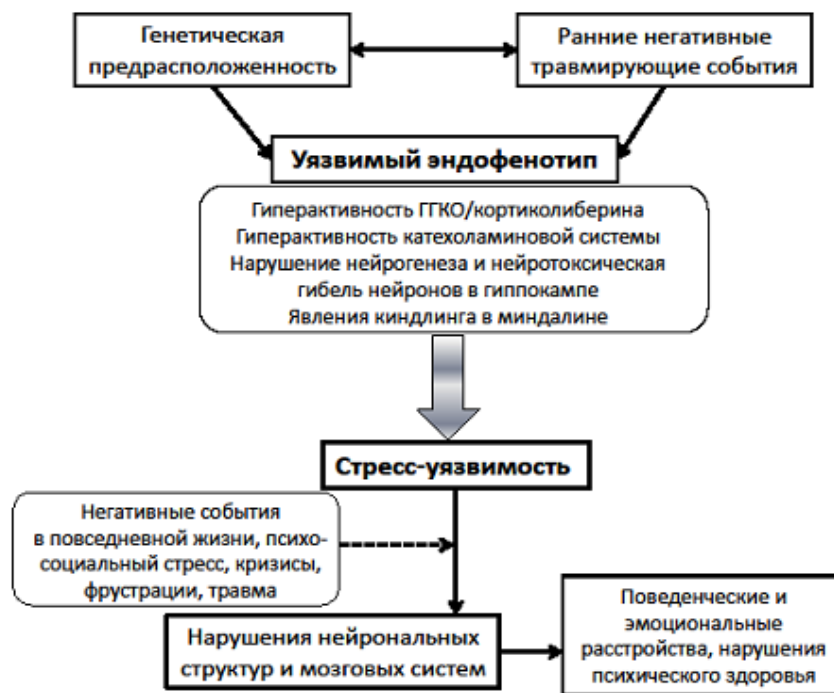 Генетическая
предрасположенность
Ранние негативные
травмирующие события
Уязвимый эндофенотип
Гиперактивность ГГКО/кортиколиберина
Гиперактивность катехоламиновой системы
Нарушение нейрогенеза и нейротоксическая
гибель нейронов в гиппокампе
Явления киндлинга в миндалине
Стресс-уязвимость
Негативные события
в повседневной жизни, психо-
социальный стресс, кризисы,
фрустрации, травма
Нарушения нейрональных
структур и мозговых систем
Поведенческие и
эмоциональные
расстройства, нарушения
психического здоровья